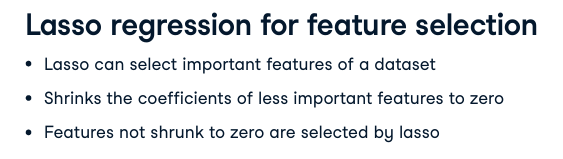 Lasso regression for feature selection
• Lasso can select important features of a dataset
• Shrinks the coefficients of less important features to zero
• Features not shrunk to zero are selected by lasso